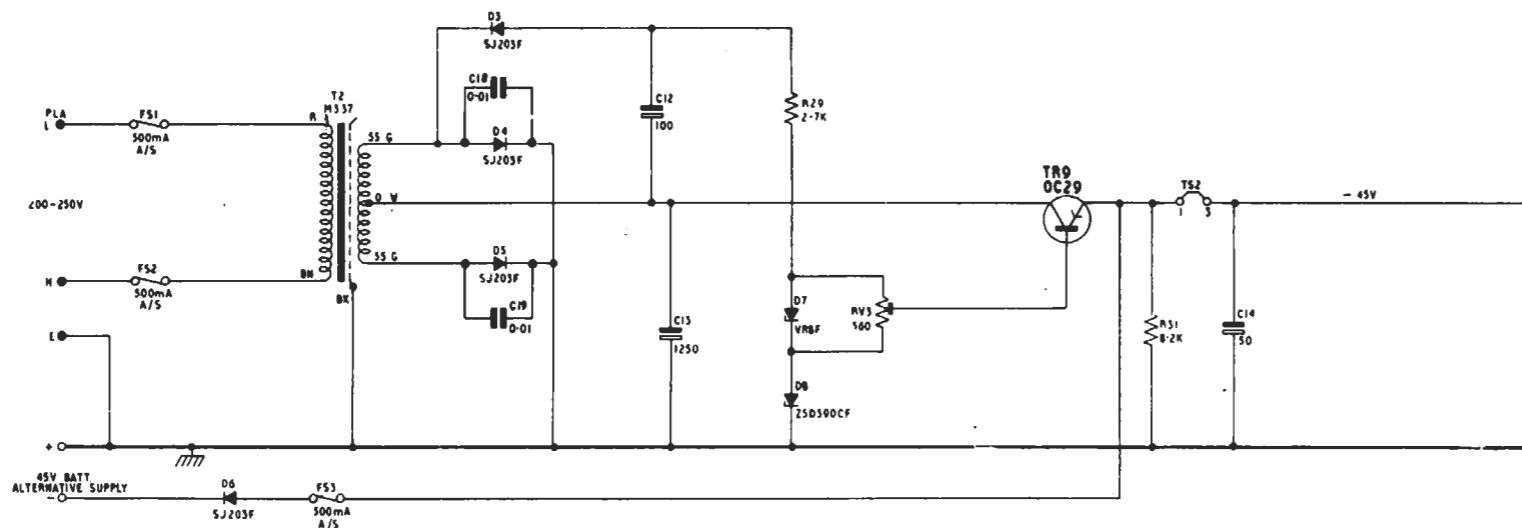 D3
SJ203F
C18
0-01
T2
M337
PLA
L
FS1
500mA
A/S
R
55 G
D4
SJ203F
C12
100
R29
2-7K
TR9
OC29
TS2
1 3
- 45V
200-250V
0 W
55 G
D5
SJ203F
N
FS2
500mA
A/S
BN
BK
C19
0-01
C13
1250
D7
VR8F
RV3
560
R31
8-2K
C14
50
E
D8
ZSD390CF
+
45V BATT.
ALTERNATIVE SUPPLY
-
D6
SJ203F
FS3
500mA
A/S